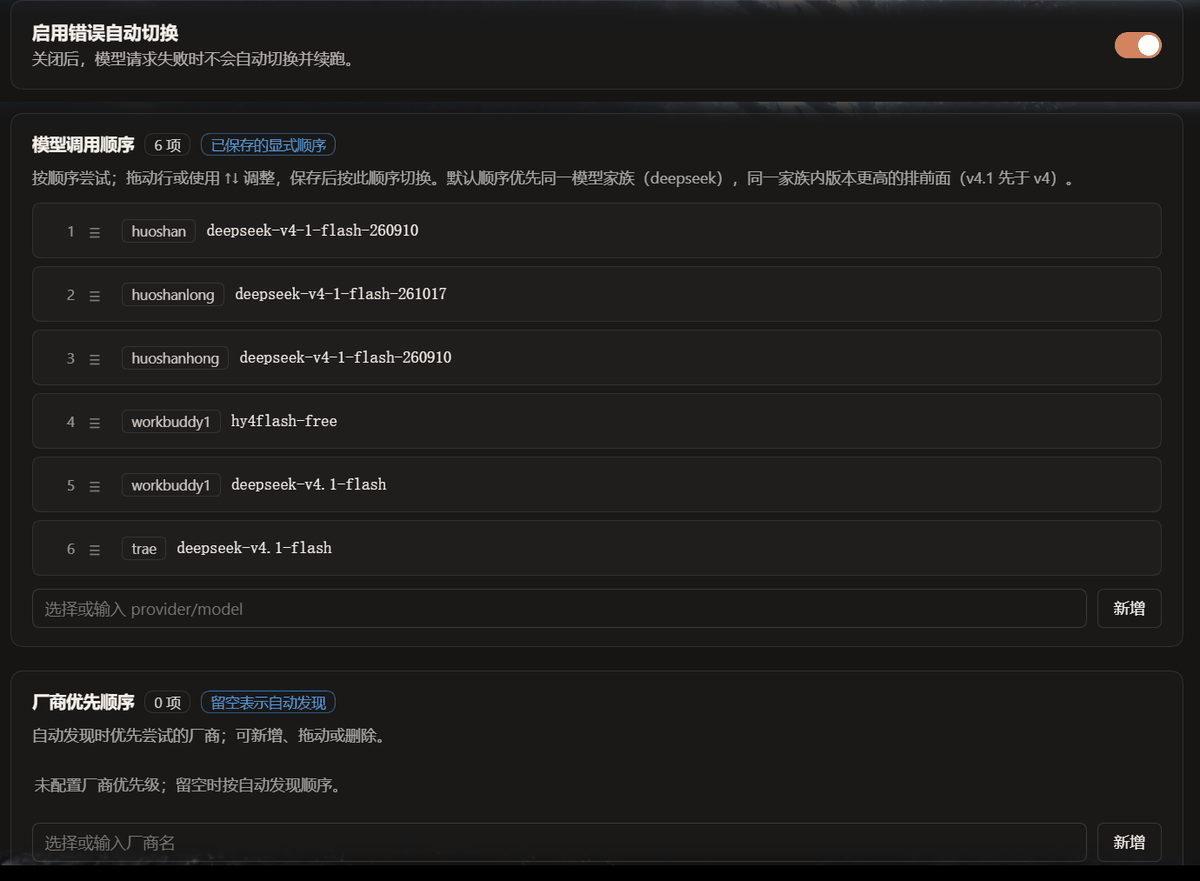 启用错误自动切换
关闭后，模型请求失败时不会自动切换并续跑。
模型调用顺序 6 项 已保存的显式顺序
按顺序尝试；拖动行或使用 ↑↓ 调整，保存后按此顺序切换。默认顺序优先同一模型家族（deepseek），同一家族内版本更高的排前面（v4.1 先于 v4）。
1 ☰ huoshan deepseek-v4-1-flash-260910
2 ☰ huoshanlong deepseek-v4-1-flash-261017
3 ☰ huoshanhong deepseek-v4-1-flash-260910
4 ☰ workbuddy1 hy4flash-free
5 ☰ workbuddy1 deepseek-v4.1-flash
6 ☰ trae deepseek-v4.1-flash
选择或输入 provider/model 新增
厂商优先顺序 0 项 留空表示自动发现
自动发现时优先尝试的厂商；可新增、拖动或删除。
未配置厂商优先级；留空时按自动发现顺序。
选择或输入厂商名 新增